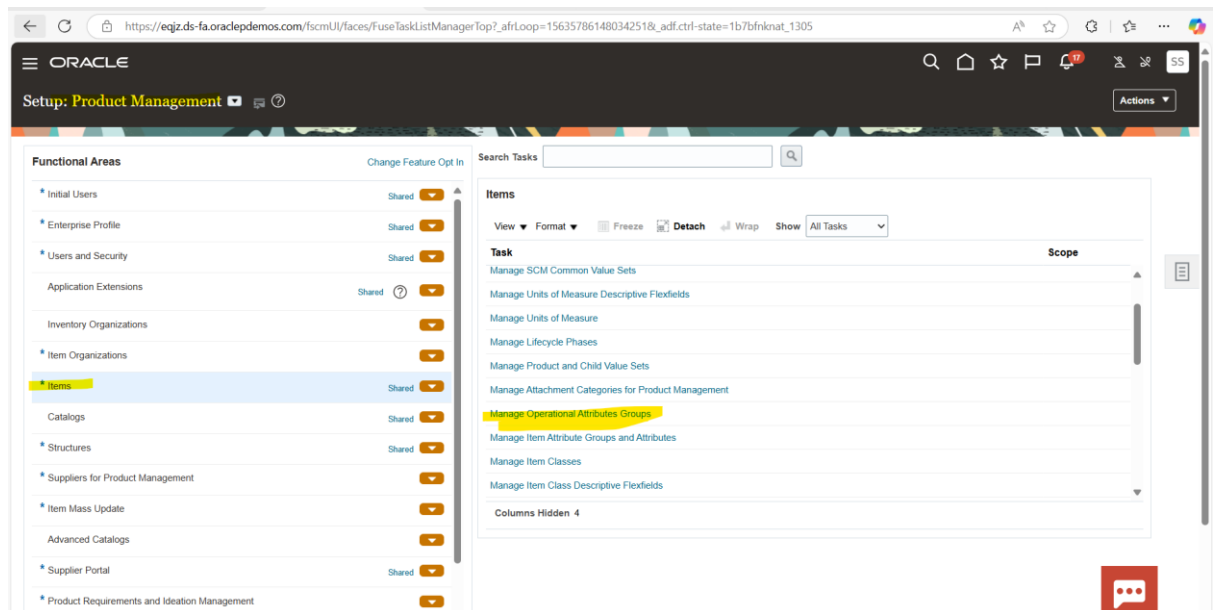 https://eqjz.ds-fa.oraclepdemos.com/fscmUI/faces/FuseTaskListManagerTop?_afrLoop=15635786148034251&_adf.ctrl-state=1b7bfnknat_1305
ORACLE
17
SS
Setup: Product Management
Actions
Functional Areas
Change Feature Opt In
* Initial Users Shared
* Enterprise Profile Shared
* Users and Security Shared
Application Extensions Shared
Inventory Organizations
* Item Organizations
* Items Shared
Catalogs Shared
* Structures Shared
* Suppliers for Product Management
* Item Mass Update
Advanced Catalogs
* Supplier Portal Shared
* Product Requirements and Ideation Management
Search Tasks
Items
View Format Freeze Detach Wrap Show All Tasks
Task Scope
Manage SCM Common Value Sets
Manage Units of Measure Descriptive Flexfields
Manage Units of Measure
Manage Lifecycle Phases
Manage Product and Child Value Sets
Manage Attachment Categories for Product Management
Manage Operational Attributes Groups
Manage Item Attribute Groups and Attributes
Manage Item Classes
Manage Item Class Descriptive Flexfields
Columns Hidden 4